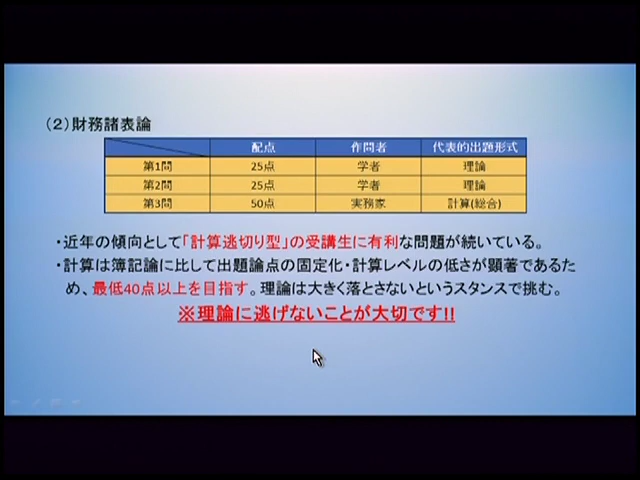 （２）財務諸表論
配点 作問者 代表的出題形式
第1問 25点 学者 理論
第2問 25点 学者 理論
第3問 50点 実務家 計算(総合)
・近年の傾向として「計算逃切り型」の受講生に有利な問題が続いている。
・計算は簿記論に比して出題論点の固定化・計算レベルの低さが顕著であるた
め、最低40点以上を目指す。理論は大きく落とさないというスタンスで挑む。
※理論に逃げないことが大切です!!